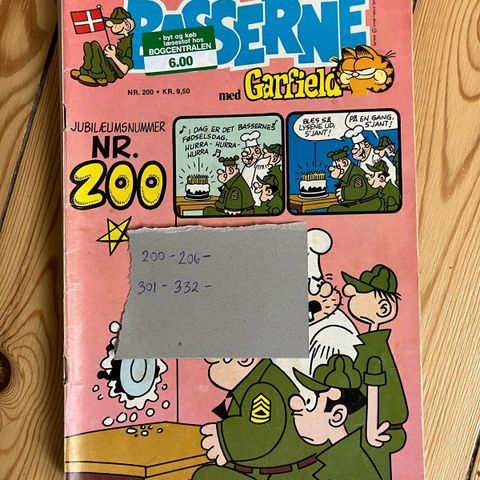 BASSERNE
- byt og køb
læsestof hos
BOGCENTRALEN
6.00
NR. 200 • KR. 9,50
med Garfield
JUBILÆUMSNUMMER
NR.
200
I DAG ER DET BASSERNES
FØDSELSDAG,
HURRA - HURRA -
HURRA
BLES SÅ
LYSENE UD,
S'JANT!
PÅ EN GANG,
S'JANT!
200 - 206 -
301 - 332 -